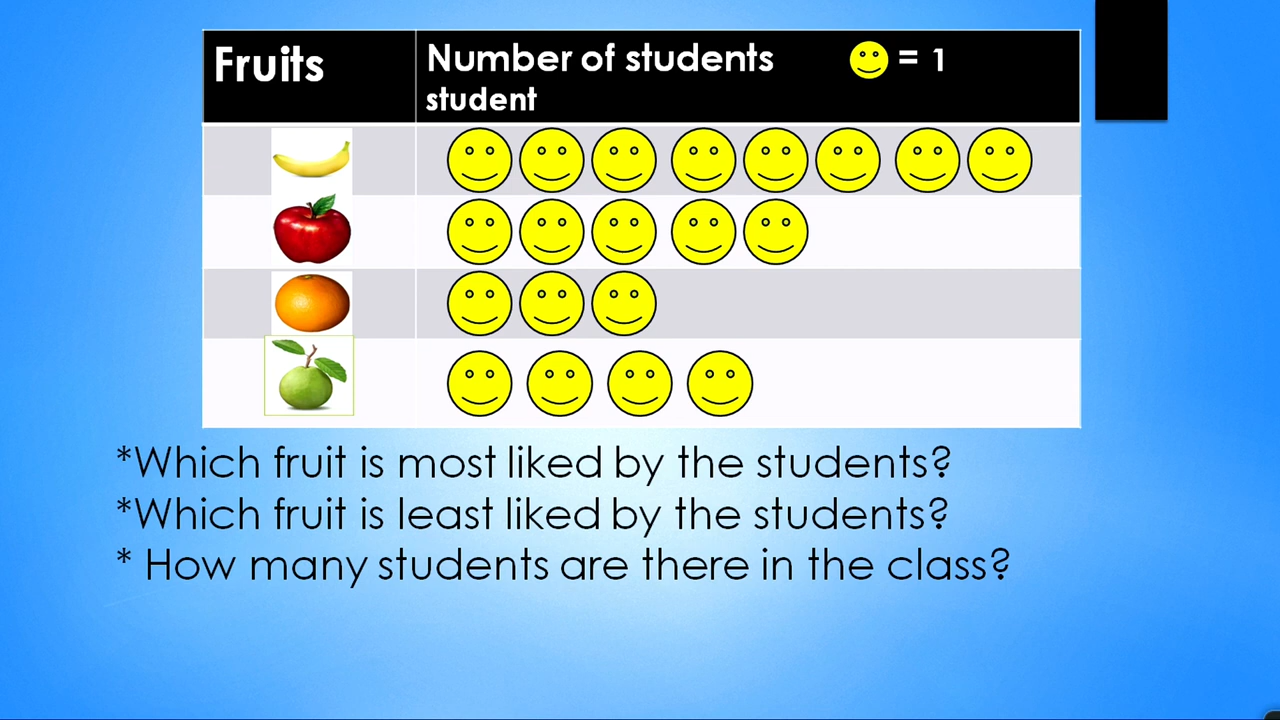 Fruits
Number of students = 1
student
*Which fruit is most liked by the students?
*Which fruit is least liked by the students?
* How many students are there in the class?